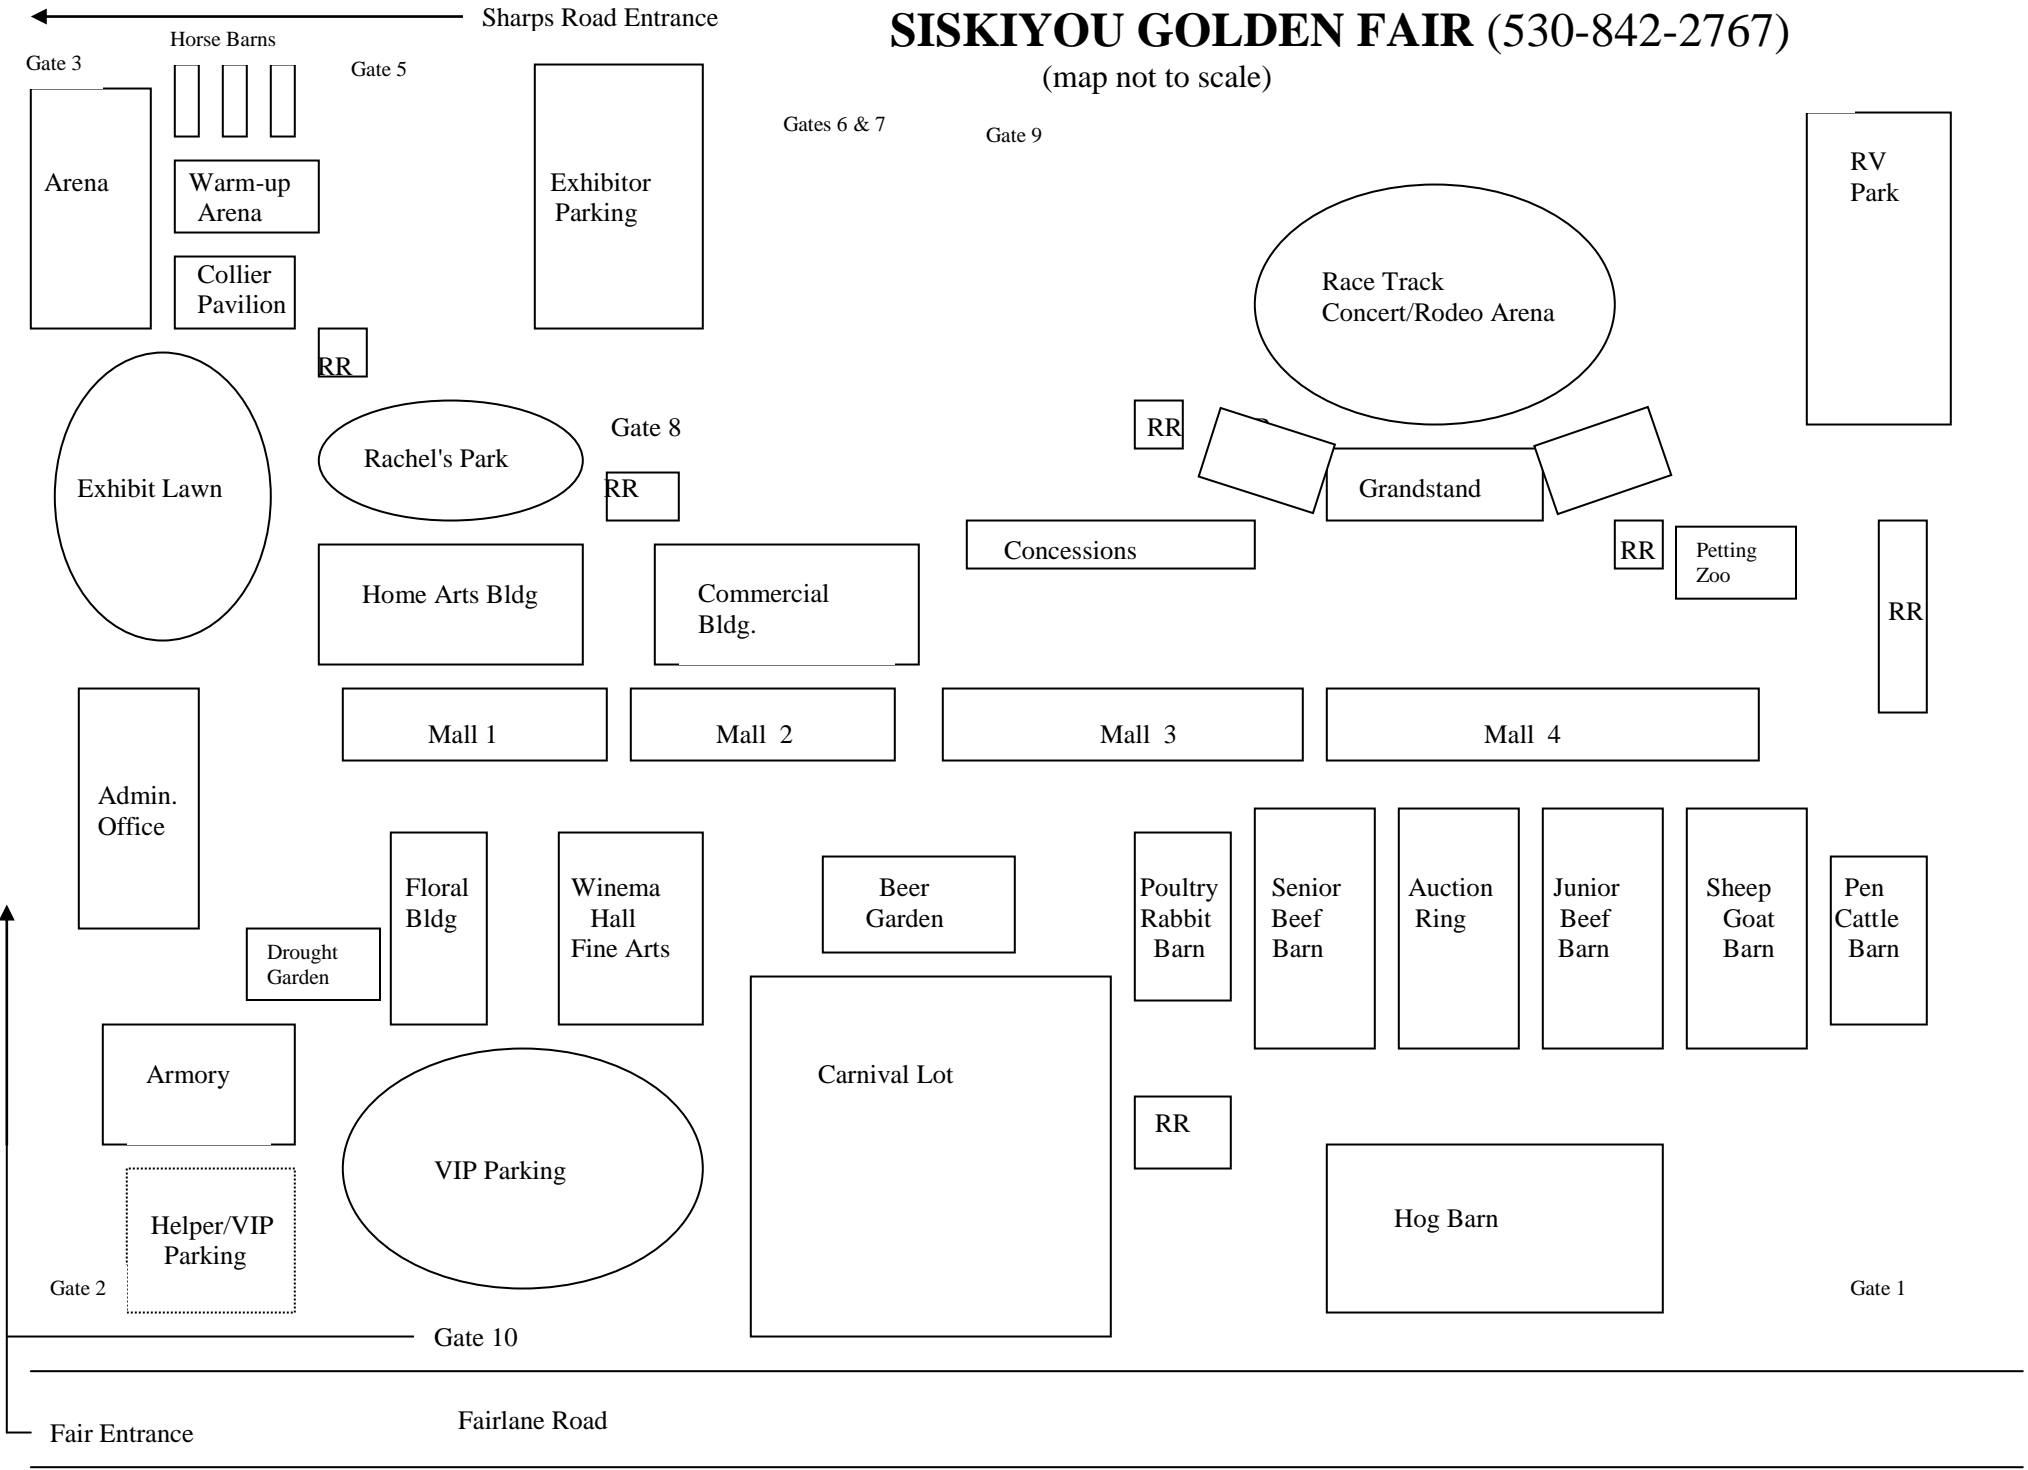 Sharps Road Entrance
SISKIYOU GOLDEN FAIR (530-842-2767)
(map not to scale)
Horse Barns
Gate 3
Gate 5
Gates 6 & 7
Gate 9
Arena
Warm-up
Arena
Exhibitor
Parking
RV
Park
Collier
Pavilion
Race Track
Concert/Rodeo Arena
RR
Gate 8
RR
Rachel's Park
Exhibit Lawn
RR
Grandstand
Concessions
RR
Petting
Zoo
Home Arts Bldg
Commercial
Bldg.
RR
Mall 1
Mall 2
Mall 3
Mall 4
Admin.
Office
Floral
Bldg
Winema
Hall
Fine Arts
Beer
Garden
Poultry
Rabbit
Barn
Senior
Beef
Barn
Auction
Ring
Junior
Beef
Barn
Sheep
Goat
Barn
Pen
Cattle
Barn
Drought
Garden
Armory
Carnival Lot
RR
VIP Parking
Helper/VIP
Parking
Hog Barn
Gate 2
Gate 1
Gate 10
Fairlane Road
Fair Entrance